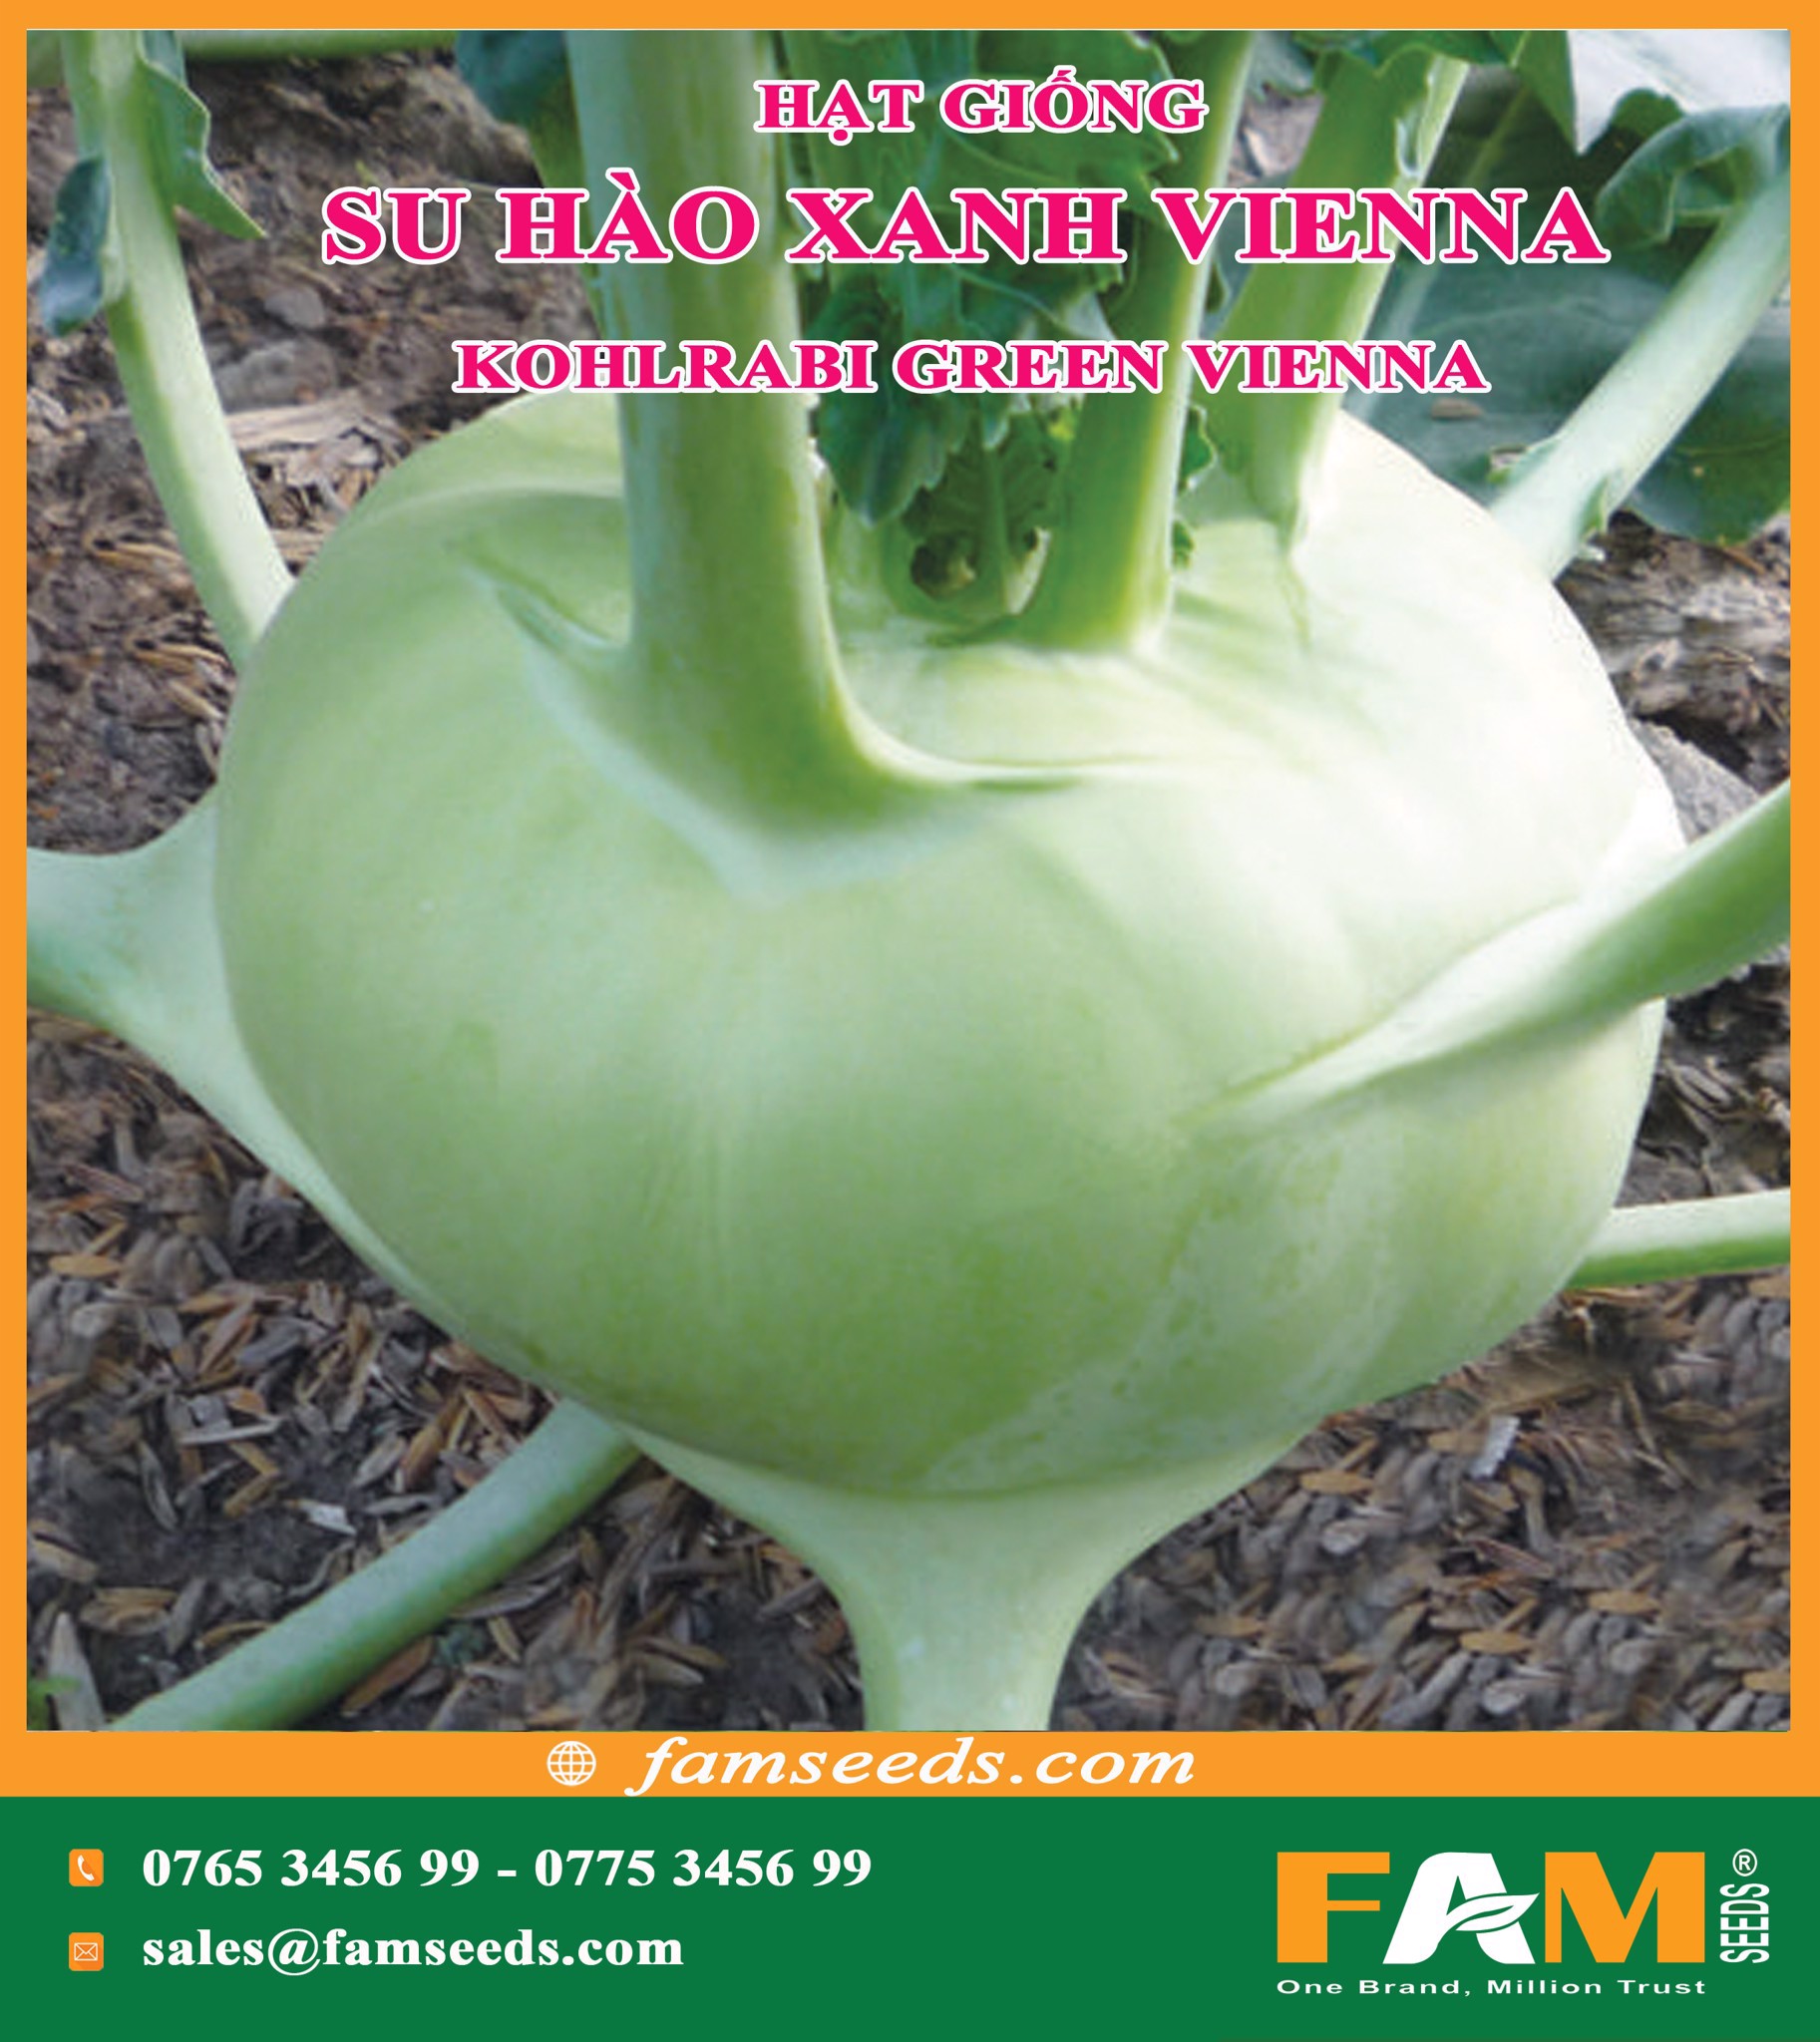 HẠT GIỐNG
SU HÀO XANH VIENNA
KOHLRABI GREEN VIENNA
famseeds.com
0765 3456 99 - 0775 3456 99
sales@famseeds.com
FAM SEEDS®
One Brand, Million Trust